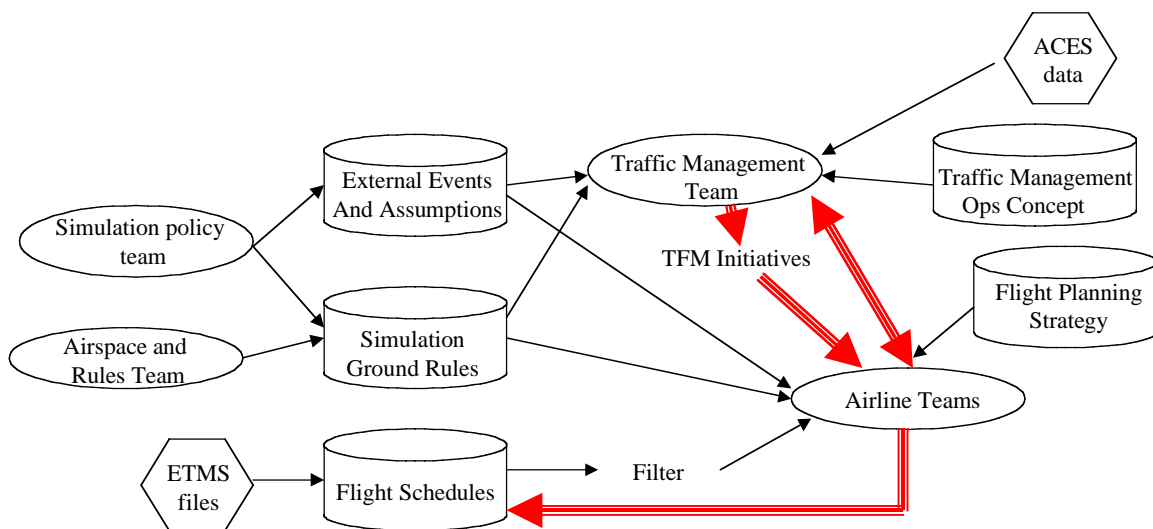 ACES
data
Traffic Management
Team
External Events
And Assumptions
Traffic Management
Ops Concept
Simulation policy
team
TFM Initiatives
Flight Planning
Strategy
Simulation
Ground Rules
Airspace and
Rules Team
Airline Teams
ETMS
files
Flight Schedules
Filter